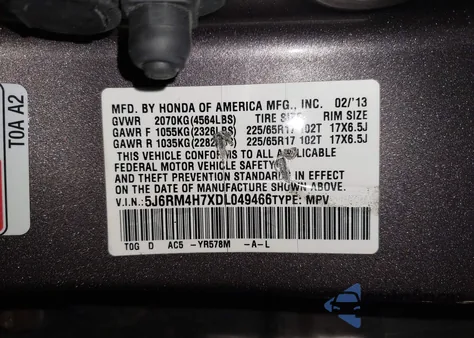 MFD. BY HONDA OF AMERICA MFG., INC. 02/'13
GVWR 2070KG(4564LBS) TIRE SIZE RIM SIZE
GAWR F 1055KG(2326LBS) 225/65R17 102T 17X6.5J
GAWR R 1035KG(2282LBS) 225/65R17 102T 17X6.5J
THIS VEHICLE CONFORMS TO ALL APPLICABLE
FEDERAL MOTOR VEHICLE SAFETY
AND THEFT PREVENTION STANDARDS IN EFFECT
ON THE DATE OF MANUFACTURE SHOWN ABOVE.
V.I.N.: 5J6RM4H7XDL049466 TYPE: MPV
T0G D AC5 -YR578M -A-L
T0A A2